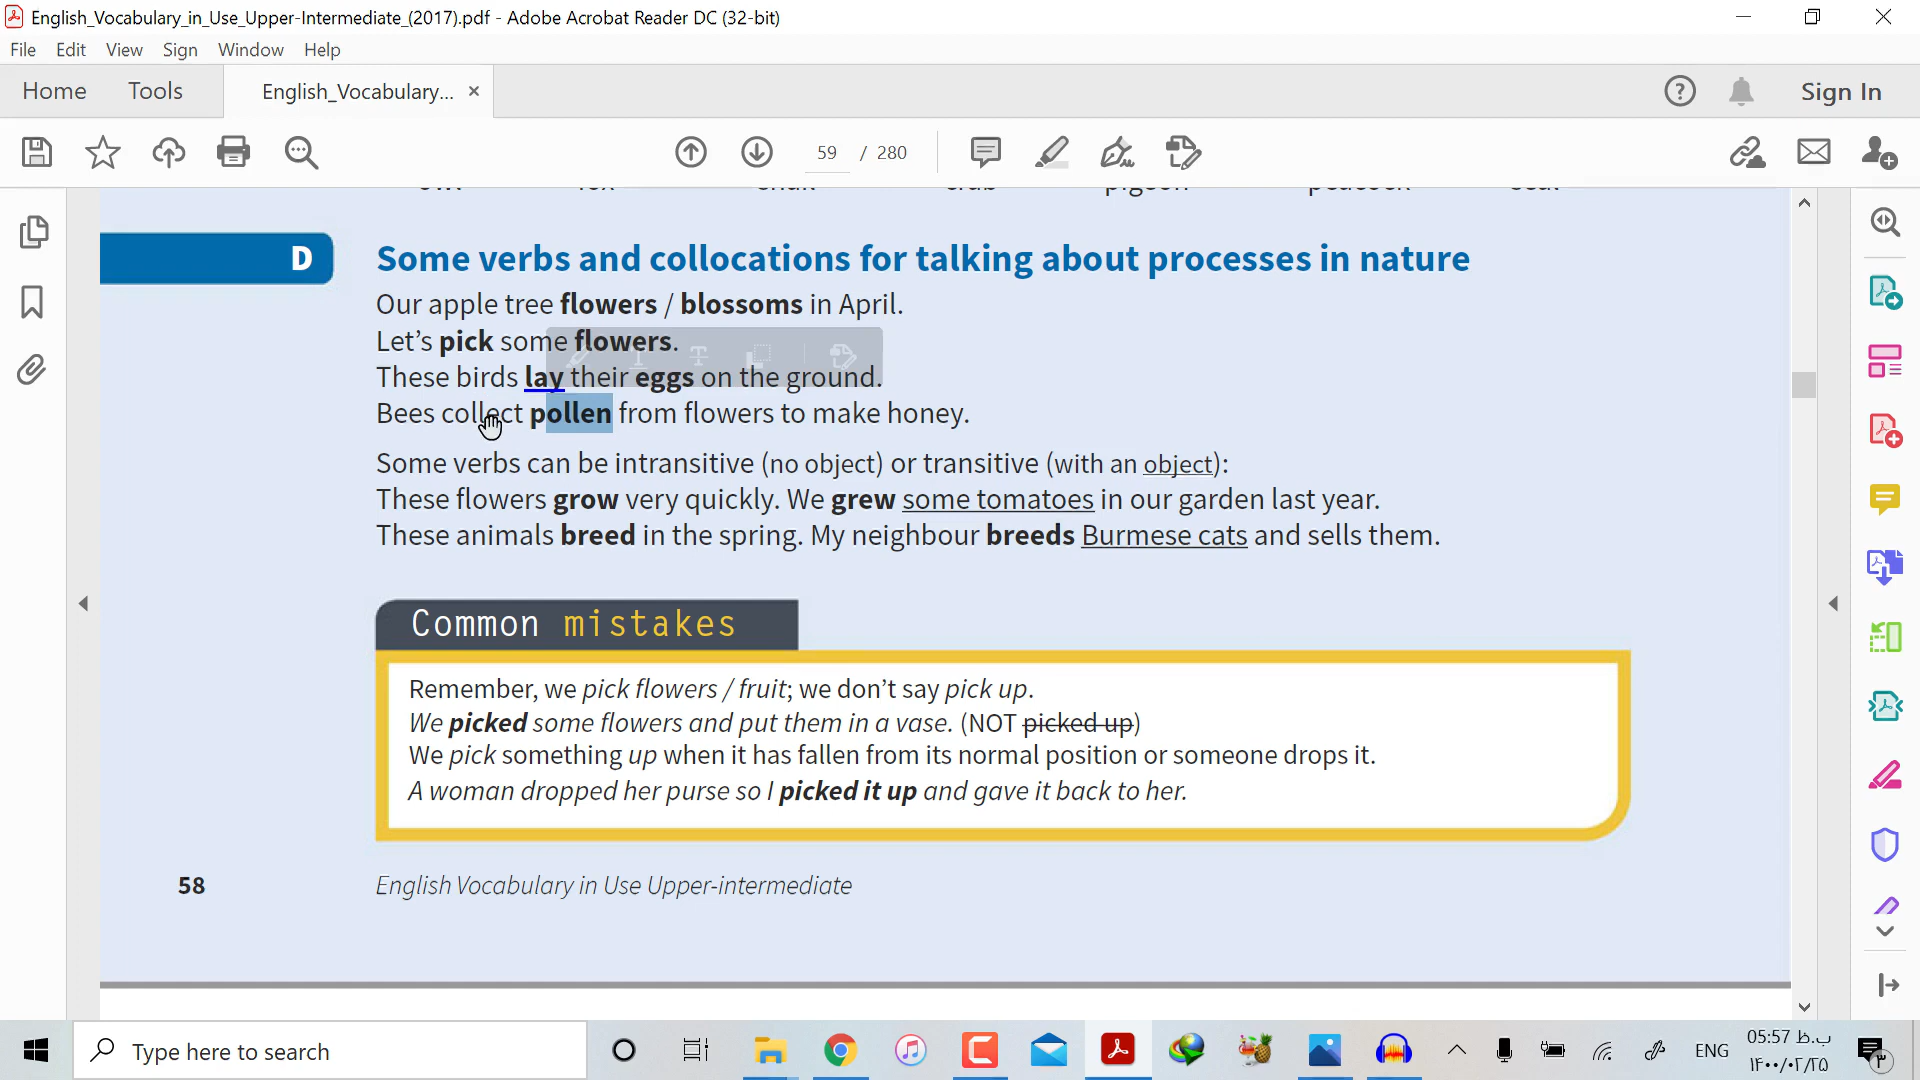 English_Vocabulary_in_Use_Upper-Intermediate_(2017).pdf - Adobe Acrobat Reader DC (32-bit)
File Edit View Sign Window Help
Home Tools English_Vocabulary... × Sign In
59 / 280
D Some verbs and collocations for talking about processes in nature
Our apple tree flowers / blossoms in April.
Let's pick some flowers.
These birds lay their eggs on the ground.
Bees collect pollen from flowers to make honey.
Some verbs can be intransitive (no object) or transitive (with an object):
These flowers grow very quickly. We grew some tomatoes in our garden last year.
These animals breed in the spring. My neighbour breeds Burmese cats and sells them.
Common mistakes
Remember, we pick flowers / fruit; we don't say pick up.
We picked some flowers and put them in a vase. (NOT picked up)
We pick something up when it has fallen from its normal position or someone drops it.
A woman dropped her purse so I picked it up and gave it back to her.
58 English Vocabulary in Use Upper-intermediate
Type here to search
ENG
05:57 ب.ظ
۱۴۰۰/۰۲/۲۵
۳